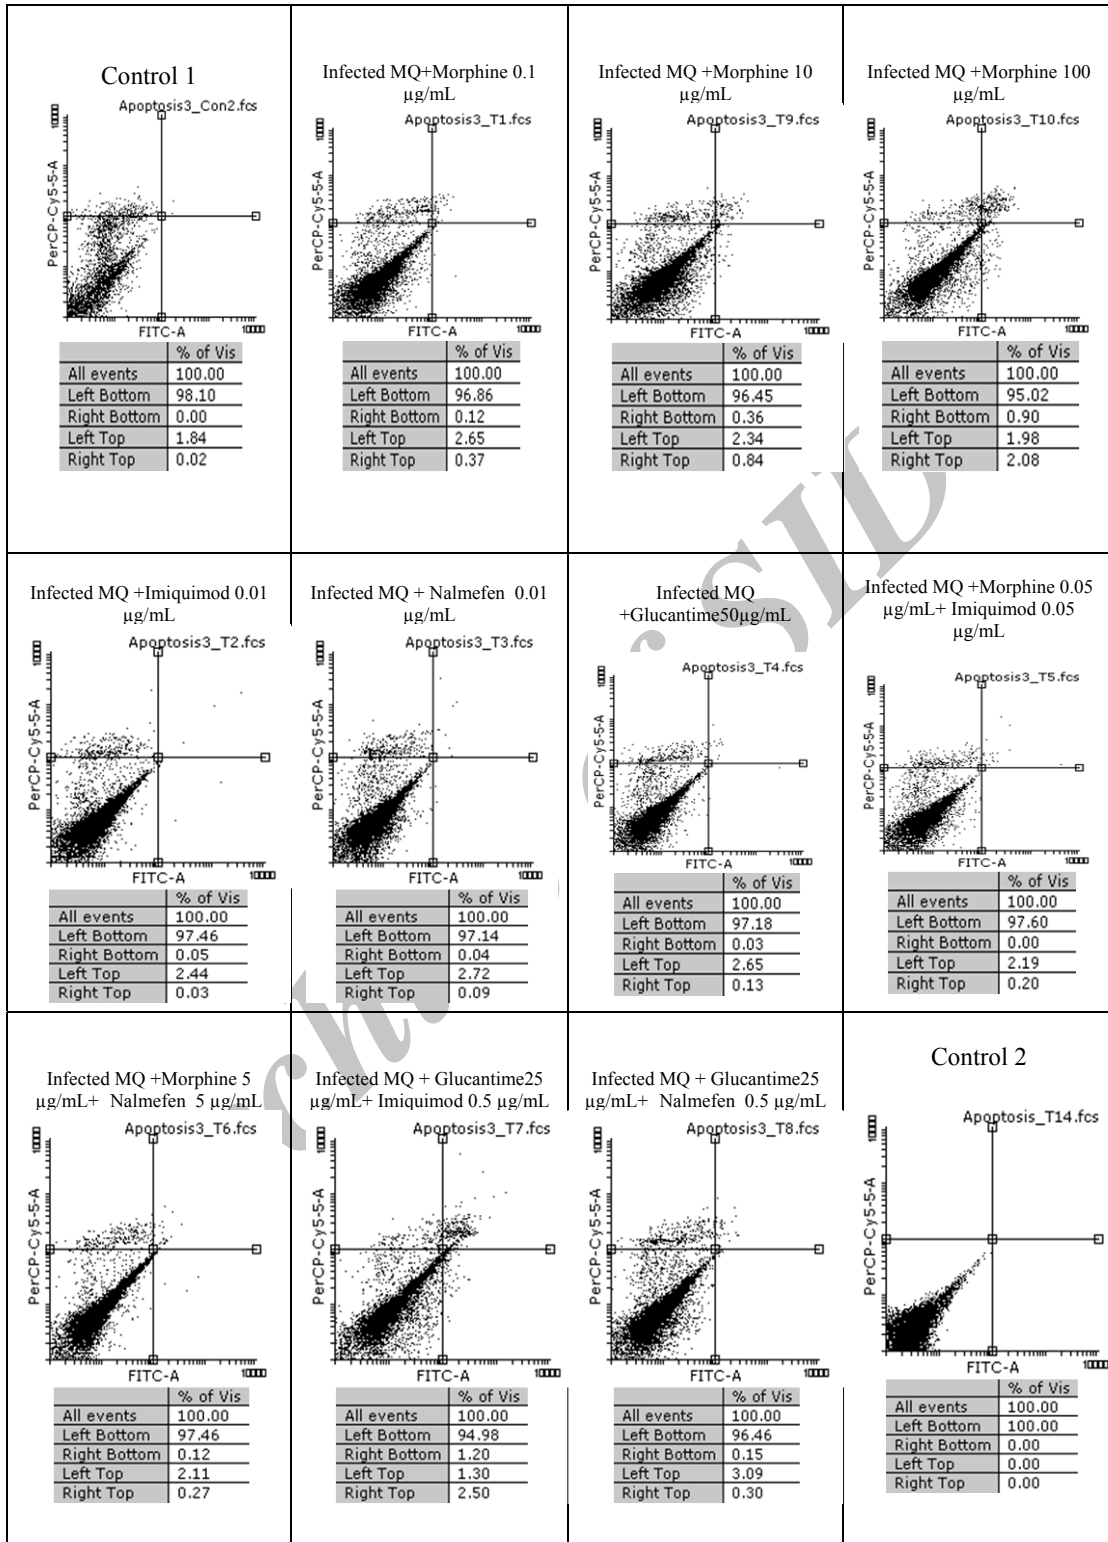 Control 1
Apoptosis3_Con2.fcs
PerCP-Cy5-5-A
FITC-A
10000
% of Vis
All events 100.00
Left Bottom 98.10
Right Bottom 0.00
Left Top 1.84
Right Top 0.02
Infected MQ+Morphine 0.1
µg/mL
Apoptosis3_T1.fcs
PerCP-Cy5-5-A
FITC-A
10000
% of Vis
All events 100.00
Left Bottom 96.86
Right Bottom 0.12
Left Top 2.65
Right Top 0.37
Infected MQ +Morphine 10
µg/mL
Apoptosis3_T9.fcs
PerCP-Cy5-5-A
FITC-A
10000
% of Vis
All events 100.00
Left Bottom 96.45
Right Bottom 0.36
Left Top 2.34
Right Top 0.84
Infected MQ +Morphine 100
µg/mL
Apoptosis3_T10.fcs
PerCP-Cy5-5-A
FITC-A
10000
% of Vis
All events 100.00
Left Bottom 95.02
Right Bottom 0.90
Left Top 1.98
Right Top 2.08
Infected MQ +Imiquimod 0.01
µg/mL
Apoptosis3_T2.fcs
PerCP-Cy5-5-A
FITC-A
10000
% of Vis
All events 100.00
Left Bottom 97.46
Right Bottom 0.05
Left Top 2.44
Right Top 0.03
Infected MQ + Nalmefen 0.01
µg/mL
Apoptosis3_T3.fcs
PerCP-Cy5-5-A
FITC-A
10000
% of Vis
All events 100.00
Left Bottom 97.14
Right Bottom 0.04
Left Top 2.72
Right Top 0.09
Infected MQ
+Glucantime50µg/mL
Apoptosis3_T4.fcs
PerCP-Cy5-5-A
FITC-A
10000
% of Vis
All events 100.00
Left Bottom 97.18
Right Bottom 0.03
Left Top 2.65
Right Top 0.13
Infected MQ +Morphine 0.05
µg/mL+ Imiquimod 0.05
µg/mL
Apoptosis3_T5.fcs
PerCP-Cy5-5-A
FITC-A
10000
% of Vis
All events 100.00
Left Bottom 97.60
Right Bottom 0.00
Left Top 2.19
Right Top 0.20
Infected MQ +Morphine 5
µg/mL+ Nalmefen 5 µg/mL
Apoptosis3_T6.fcs
PerCP-Cy5-5-A
FITC-A
10000
% of Vis
All events 100.00
Left Bottom 97.46
Right Bottom 0.12
Left Top 2.11
Right Top 0.27
Infected MQ + Glucantime25
µg/mL+ Imiquimod 0.5 µg/mL
Apoptosis3_T7.fcs
PerCP-Cy5-5-A
FITC-A
10000
% of Vis
All events 100.00
Left Bottom 94.98
Right Bottom 1.20
Left Top 1.30
Right Top 2.50
Infected MQ + Glucantime25
µg/mL+ Nalmefen 0.5 µg/mL
Apoptosis3_T8.fcs
PerCP-Cy5-5-A
FITC-A
10000
% of Vis
All events 100.00
Left Bottom 96.46
Right Bottom 0.15
Left Top 3.09
Right Top 0.30
Control 2
Apoptosis_T14.fcs
PerCP-Cy5-5-A
FITC-A
10000
% of Vis
All events 100.00
Left Bottom 100.00
Right Bottom 0.00
Left Top 0.00
Right Top 0.00
SID